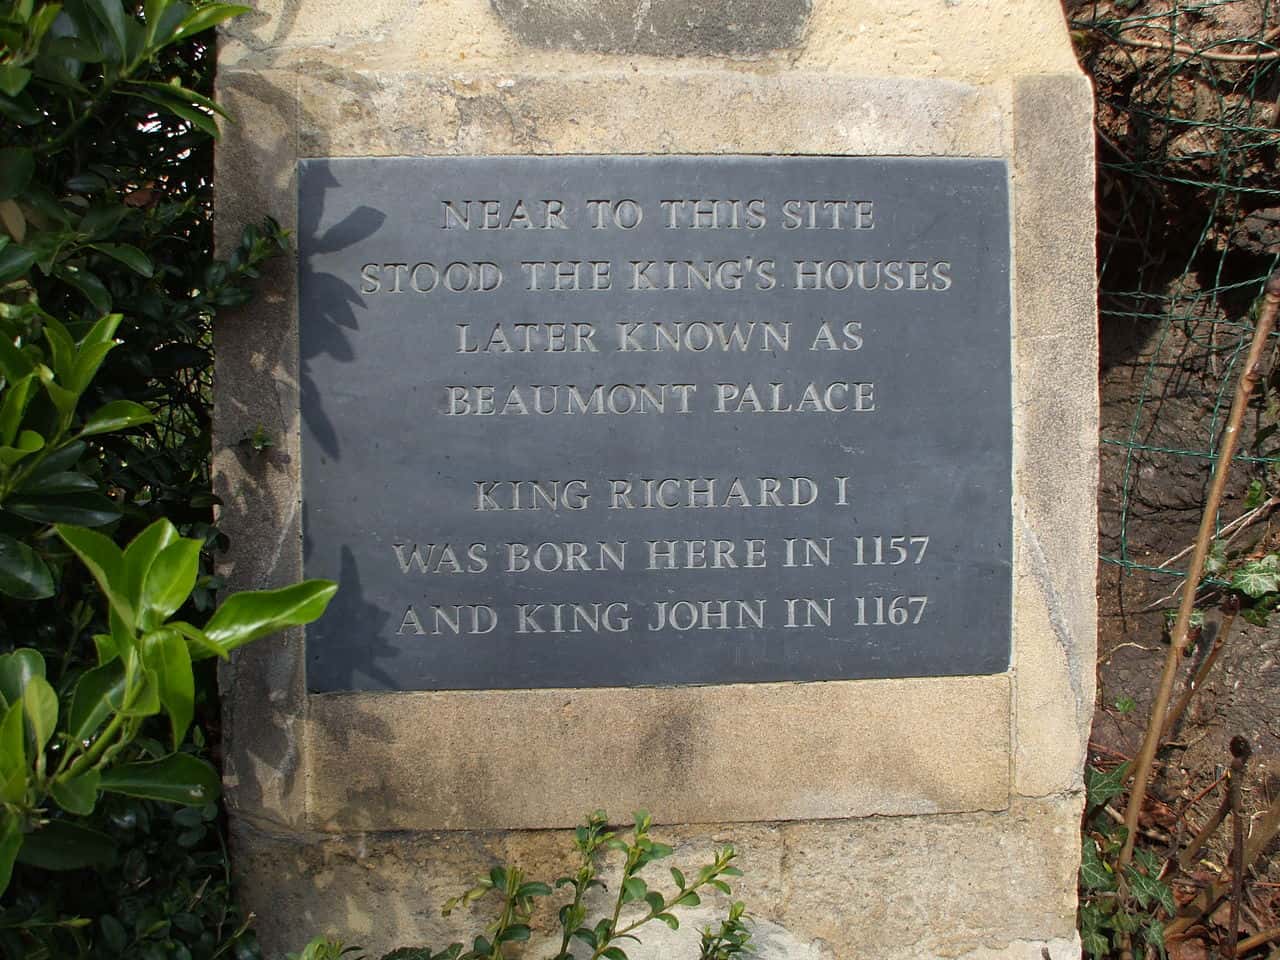 NEAR TO THIS SITE
STOOD THE KING'S HOUSES
LATER KNOWN AS
BEAUMONT PALACE
KING RICHARD I
WAS BORN HERE IN 1157
AND KING JOHN IN 1167